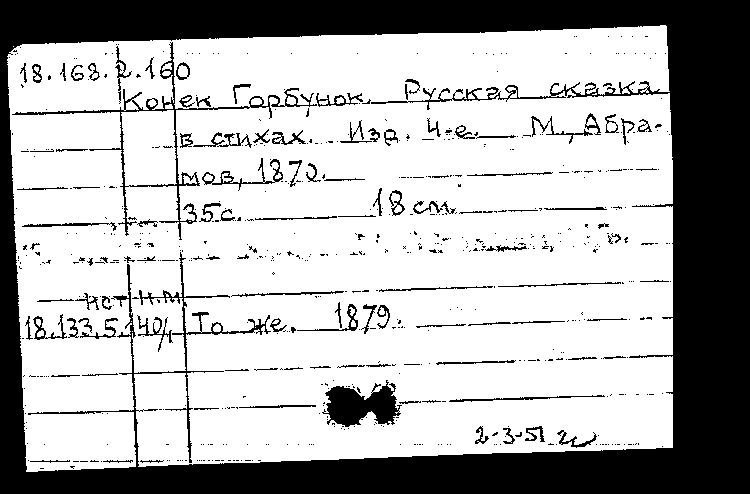 18.168.2.160
Конек Горбунок. Русская сказка
в стихах. Изд. 4-е. М., Абра-
мов, 1870.
35с. 18 см
нст н.м.
18.133.5.140/1 То же. 1879.
2-3-51